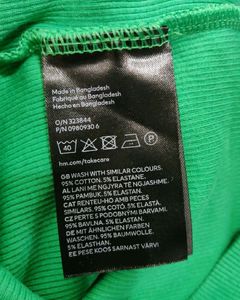 Made in Bangladesh
Fabriqué au Bangladesh
Hecho en Bangladesh
O/N 323844
P/N 0980930 6
40
P
hm.com/takecare
GB WASH WITH SIMILAR COLOURS.
95% COTTON, 5% ELASTANE.
AL LANI ME NGJYRA TË NGJASHME.
95% PAMBUK, 5% ELASTAN.
CAT RENTEU-HO AMB PECES
SIMILARS. COTÓ 95%, ELASTÀ 5%
CZ PERTE S PODOBNÝMI BARVAMI.
95% BAVLNA, 5% ELASTAN.
DE MIT ÄHNLICHEN FARBEN
WASCHEN. 95% BAUMWOLLE,
5% ELASTHAN
EE PESE KOOS SARNAST VÄRVI